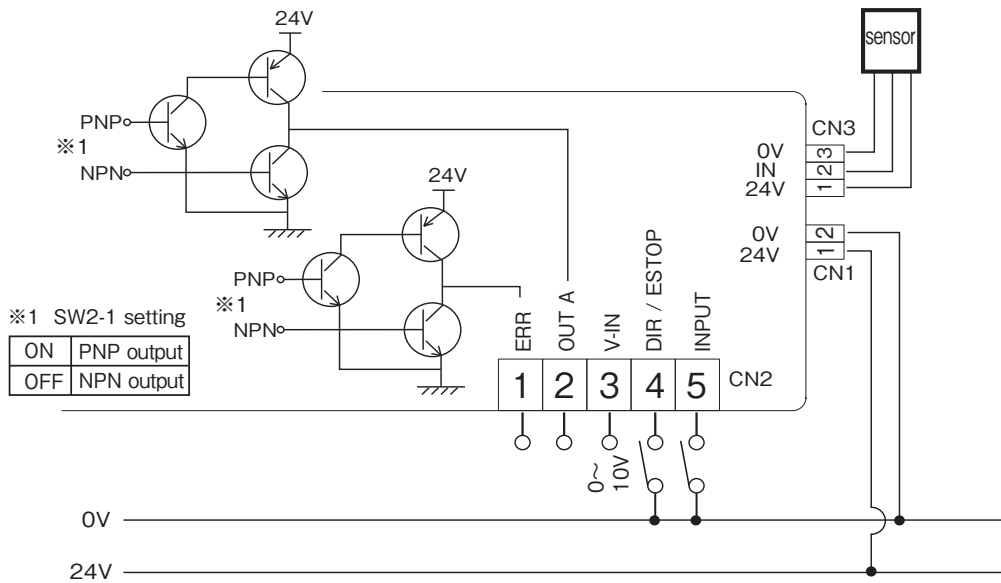 24V
sensor
PNP
※1
NPN
CN3
0V
3
IN
2
24V
1
24V
0V
2
24V
1
CN1
PNP
※1
NPN
※1 SW2-1 setting
ON PNP output
OFF NPN output
ERR
OUT A
V-IN
DIR / ESTOP
INPUT
1 2 3 4 5 CN2
0~
10V
0V
24V